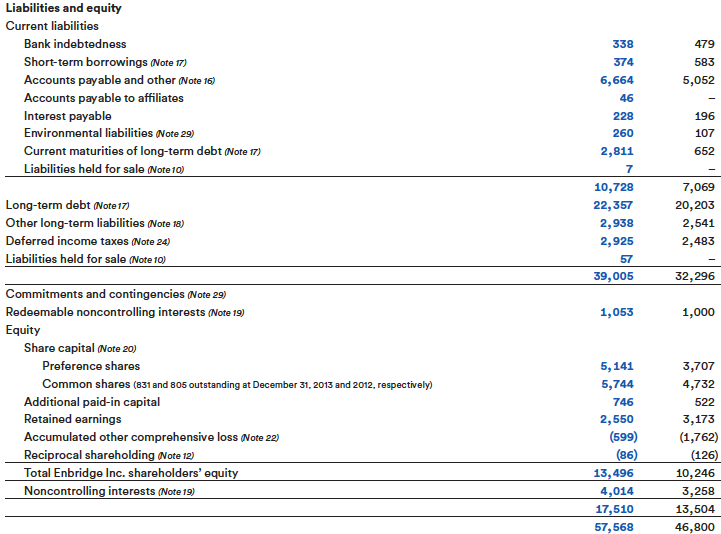 Liabilities and equity
Current liabilities
Bank indebtedness 338 479
Short-term borrowings (Note 17) 374 583
Accounts payable and other (Note 16) 6,664 5,052
Accounts payable to affiliates 46 –
Interest payable 228 196
Environmental liabilities (Note 29) 260 107
Current maturities of long-term debt (Note 17) 2,811 652
Liabilities held for sale (Note 10) 7 –
10,728 7,069
Long-term debt (Note 17) 22,357 20,203
Other long-term liabilities (Note 18) 2,938 2,541
Deferred income taxes (Note 24) 2,925 2,483
Liabilities held for sale (Note 10) 57 –
39,005 32,296
Commitments and contingencies (Note 29)
Redeemable noncontrolling interests (Note 19) 1,053 1,000
Equity
Share capital (Note 20)
Preference shares 5,141 3,707
Common shares (831 and 805 outstanding at December 31, 2013 and 2012, respectively) 5,744 4,732
Additional paid-in capital 746 522
Retained earnings 2,550 3,173
Accumulated other comprehensive loss (Note 22) (599) (1,762)
Reciprocal shareholding (Note 12) (86) (126)
Total Enbridge Inc. shareholders' equity 13,496 10,246
Noncontrolling interests (Note 19) 4,014 3,258
17,510 13,504
57,568 46,800